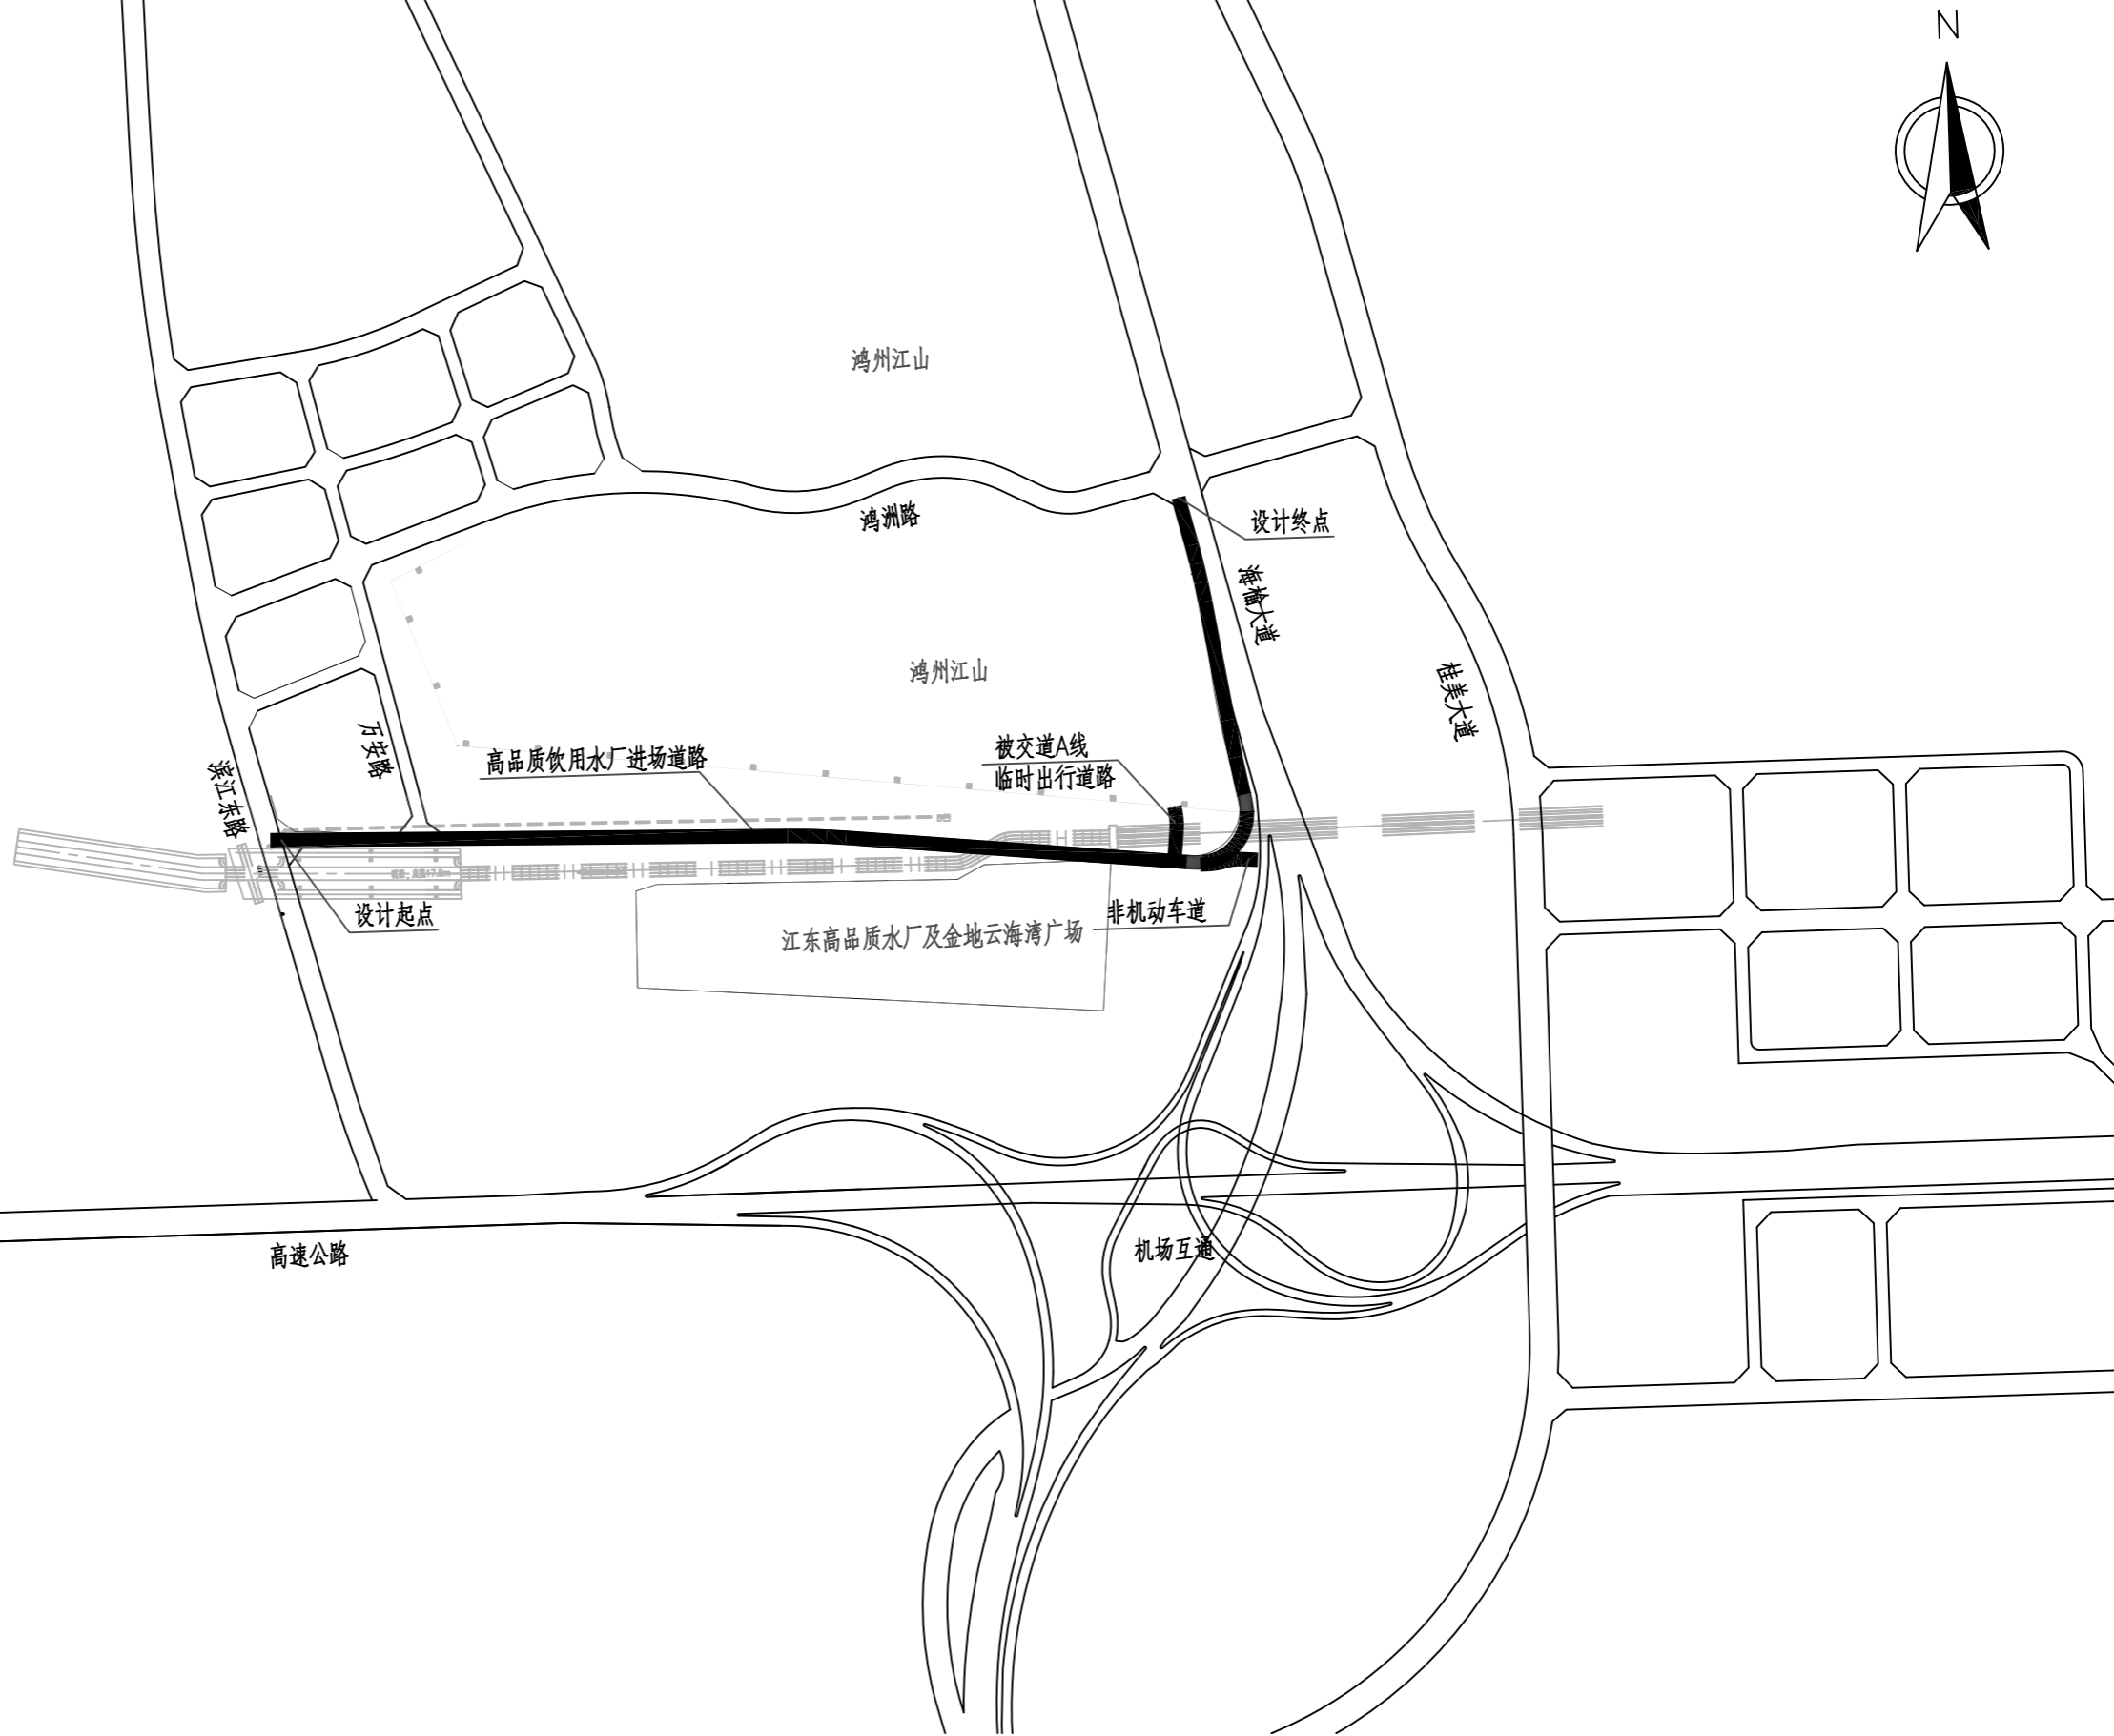 N
鸿州江山
鸿洲路
设计终点
海榆大道
鸿州江山
桂美大道
万安路
高品质饮用水厂进场道路
被交道A线
临时出行道路
滨江东路
设计起点
非机动车道
江东高品质水厂及金地云海湾广场
高速公路
机场互通